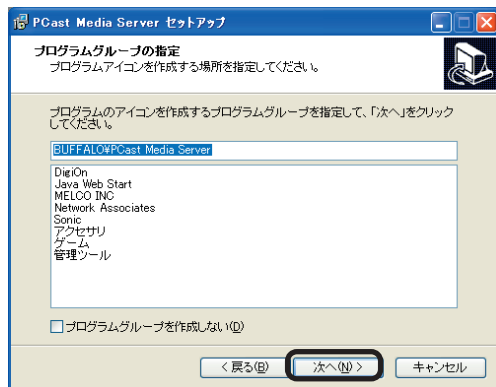 PCast Media Server セットアップ
プログラムグループの指定
プログラムアイコンを作成する場所を指定してください。
プログラムのアイコンを作成するプログラムグループを指定して、「次へ」をクリック
してください。
BUFFALO¥PCast Media Server
DigiOn
Java Web Start
MELCO INC
Network Associates
Sonic
アクセサリ
ゲーム
管理ツール
プログラムグループを作成しない(D)
< 戻る(B)
次へ(N) >
キャンセル